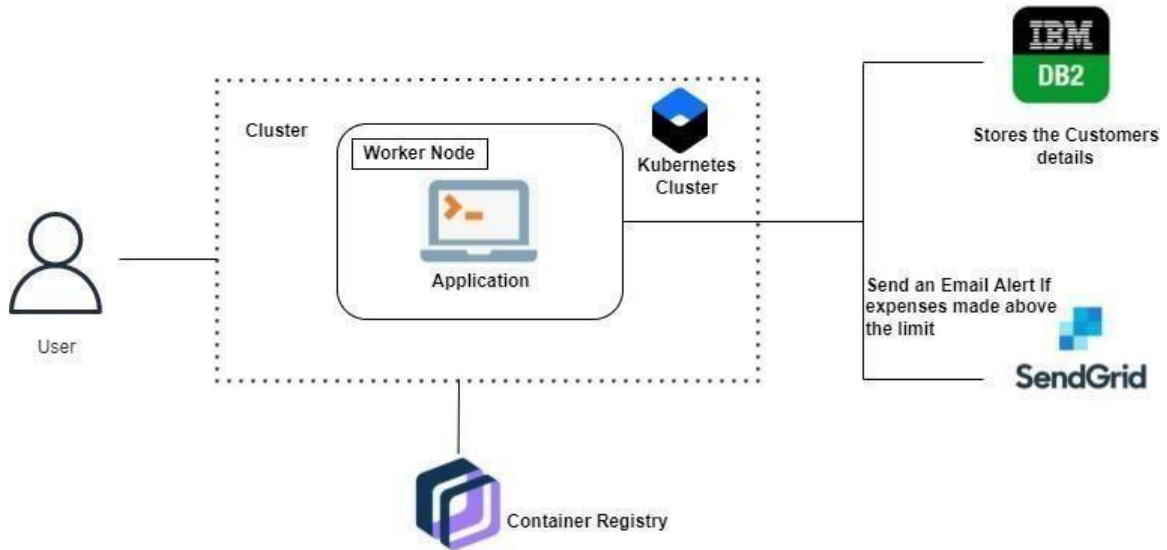 IBM
DB2
Stores the Customers
details
Cluster
Worker Node
Kubernetes
Cluster
Application
User
Send an Email Alert If
expenses made above
the limit
SendGrid
Container Registry